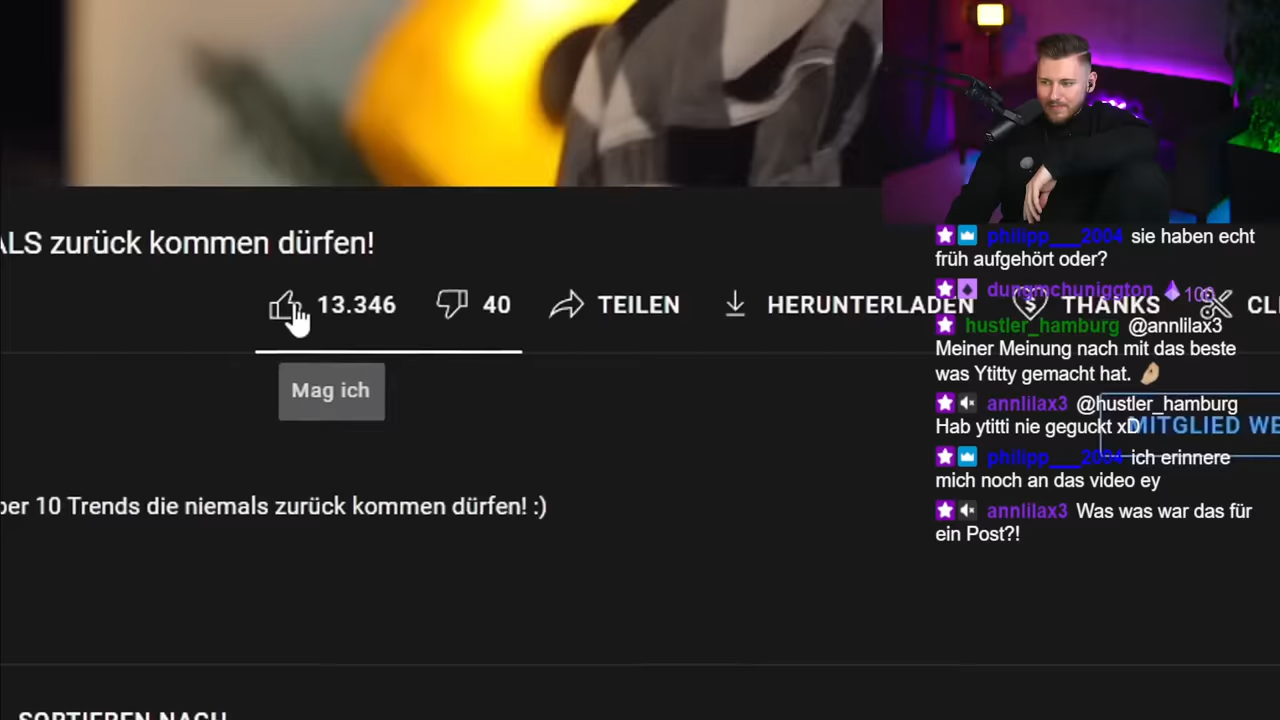 ALS zurück kommen dürfen!
13.346
40
TEILEN
HERUNTERLADEN
THANKS
Mag ich
10 Trends die niemals zurück kommen dürfen! :)
MITGLIED
SORTIEREN NACH
philipp___2004 sie haben echt
früh aufgehört oder?
dungmchuniggton 100
hustler_hamburg @annlilax3
Meiner Meinung nach mit das beste
was Ytitty gemacht hat.
annlilax3 @hustler_hamburg
Hab ytitti nie geguckt xD
philipp___2004 ich erinnere
mich noch an das video ey
annlilax3 Was was war das für
ein Post?!